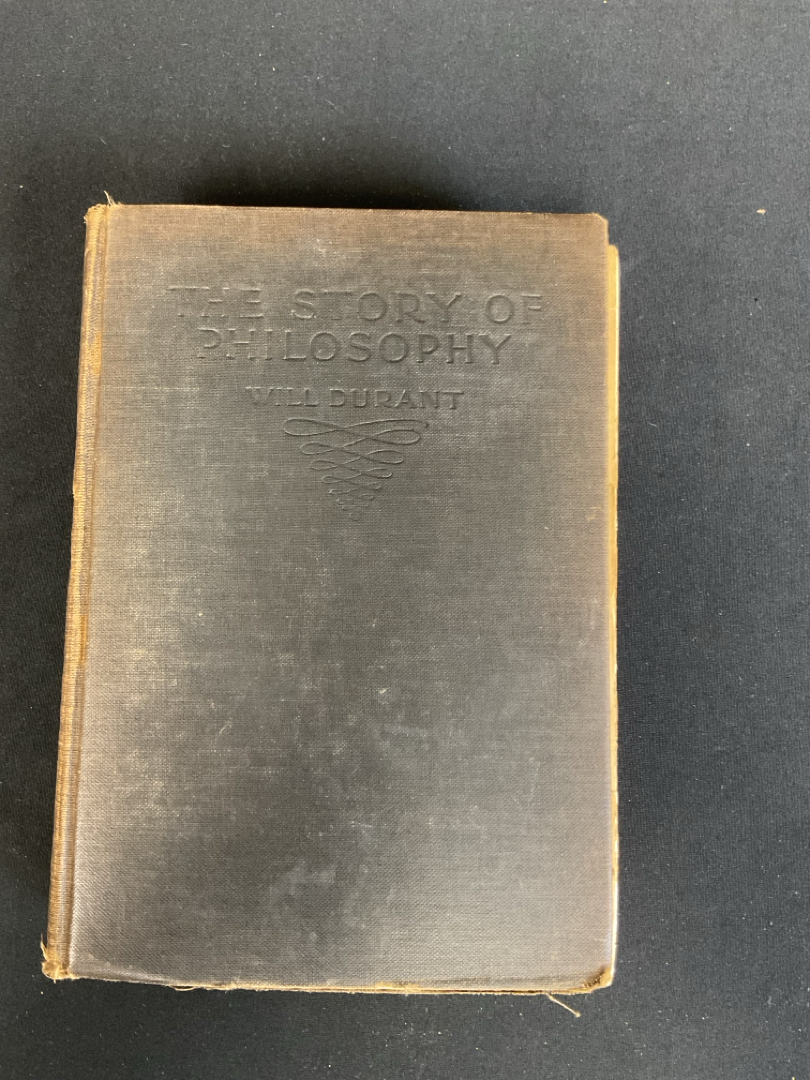 THE STORY OF
PHILOSOPHY
WILL DURANT